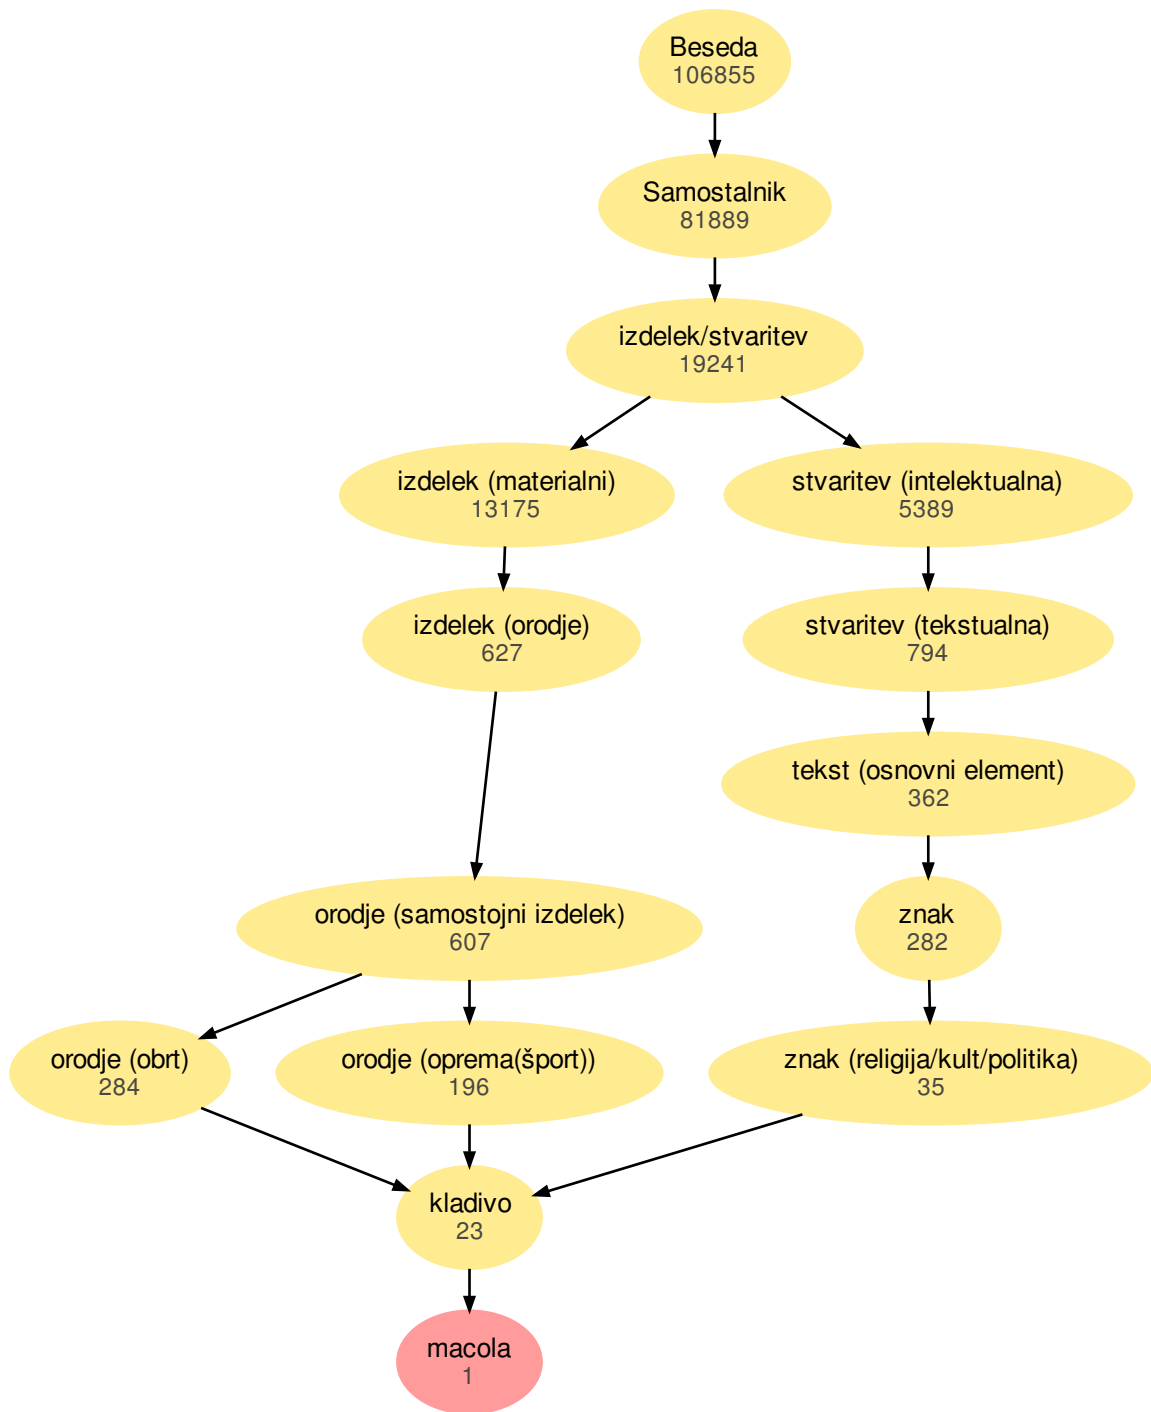 Beseda
106855
Samostalnik
81889
izdelek/stvaritev
19241
izdelek (materialni)
13175
stvaritev (intelektualna)
5389
izdelek (orodje)
627
stvaritev (tekstualna)
794
tekst (osnovni element)
362
orodje (samostojni izdelek)
607
znak
282
orodje (obrt)
284
orodje (oprema(šport))
196
znak (religija/kult/politika)
35
kladivo
23
macola
1